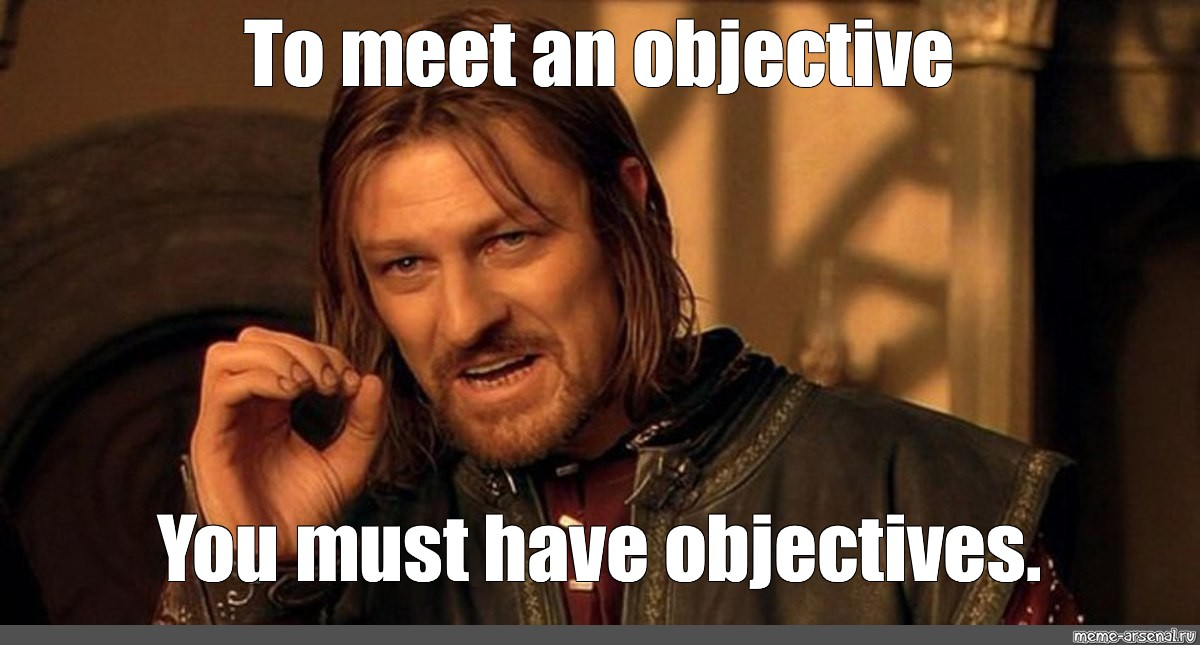 To meet an objective
You must have objectives.
meme-arsenal.ru